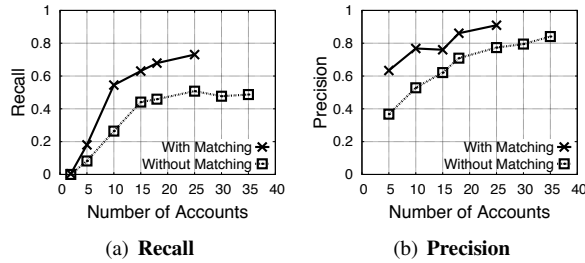 1
0.8
0.6
0.4
0.2
0
Recall
With Matching
Without Matching
0 5 10 15 20 25 30 35 40
Number of Accounts
(a) Recall
1
0.8
0.6
0.4
0.2
0
Precision
With Matching
Without Matching
0 5 10 15 20 25 30 35 40
Number of Accounts
(b) Precision